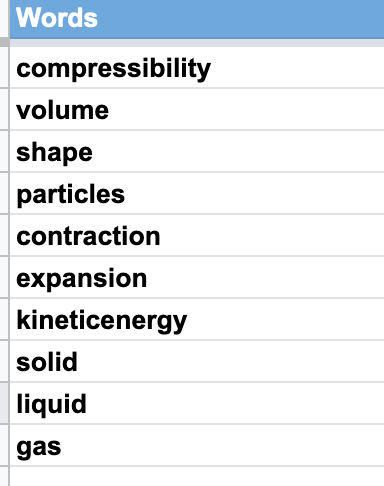 Words
compressibility
volume
shape
particles
contraction
expansion
kineticenergy
solid
liquid
gas